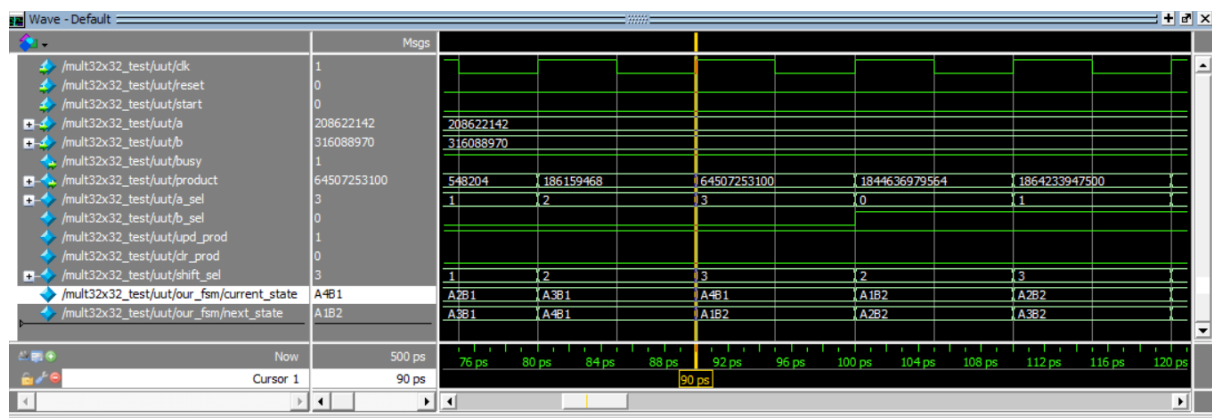 Wave - Default
Msgs
/mult32x32_test/uut/clk 1
/mult32x32_test/uut/reset 0
/mult32x32_test/uut/start 0
/mult32x32_test/uut/a 208622142 208622142
/mult32x32_test/uut/b 316088970 316088970
/mult32x32_test/uut/busy 1
/mult32x32_test/uut/product 64507253100 548204 186159468 64507253100 1844636979564 1864233947500
/mult32x32_test/uut/a_sel 3 1 2 3 0 1
/mult32x32_test/uut/b_sel 0
/mult32x32_test/uut/upd_prod 1
/mult32x32_test/uut/clr_prod 0
/mult32x32_test/uut/shift_sel 3 1 2 3 2 3
/mult32x32_test/uut/our_fsm/current_state A4B1 A2B1 A3B1 A4B1 A1B2 A2B2
/mult32x32_test/uut/our_fsm/next_state A1B2 A3B1 A4B1 A1B2 A2B2 A3B2
Now 500 ps 76 ps 80 ps 84 ps 88 ps 92 ps 96 ps 100 ps 104 ps 108 ps 112 ps 116 ps 120 ps
Cursor 1 90 ps 90 ps